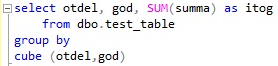 select otdel, god, SUM(summa) as itog
from dbo.test_table
group by
cube (otdel,god)